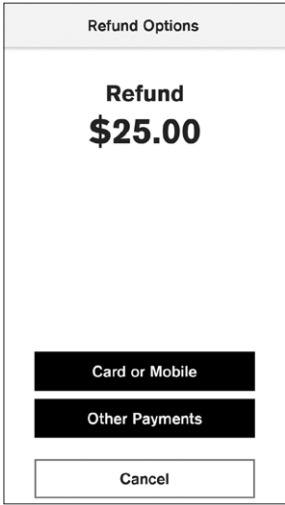 Refund Options
Refund
$25.00
Card or Mobile
Other Payments
Cancel